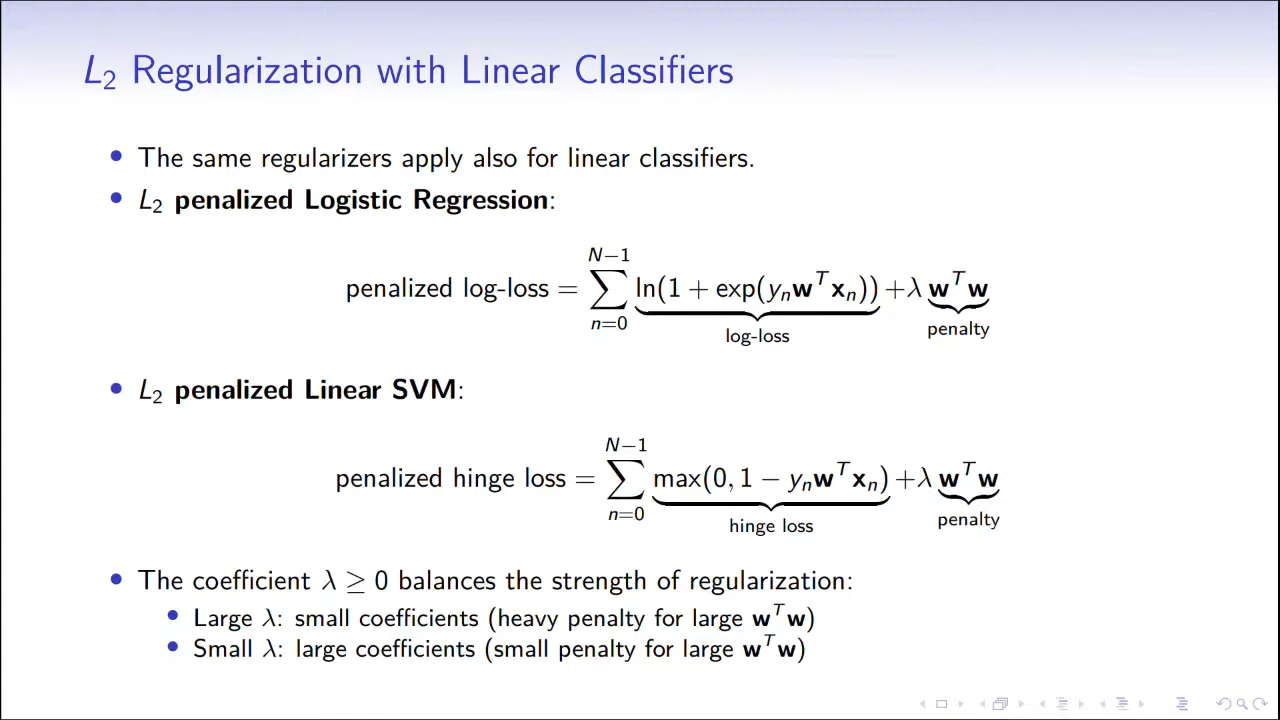 L₂ Regularization with Linear Classifiers
• The same regularizers apply also for linear classifiers.
• L₂ penalized Logistic Regression:
penalized log-loss = ∑_{n=0}^{N−1} ln(1 + exp(yₙwᵀxₙ)) +λ wᵀw
log-loss penalty
• L₂ penalized Linear SVM:
penalized hinge loss = ∑_{n=0}^{N−1} max(0, 1 − yₙwᵀxₙ) +λ wᵀw
hinge loss penalty
• The coefficient λ ≥ 0 balances the strength of regularization:
• Large λ: small coefficients (heavy penalty for large wᵀw)
• Small λ: large coefficients (small penalty for large wᵀw)